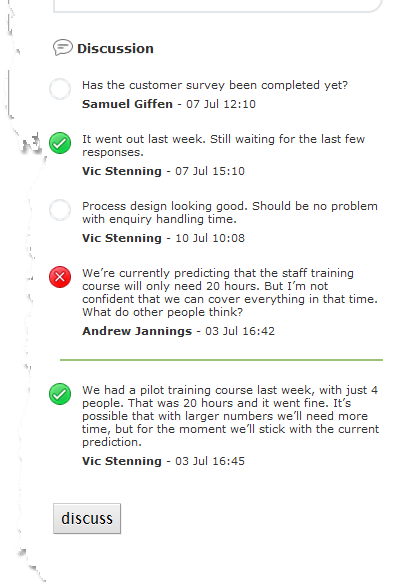 Discussion
Has the customer survey been completed yet?
Samuel Giffen - 07 Jul 12:10
It went out last week. Still waiting for the last few
responses.
Vic Stenning - 07 Jul 15:10
Process design looking good. Should be no problem
with enquiry handling time.
Vic Stenning - 10 Jul 10:08
We're currently predicting that the staff training
course will only need 20 hours. But I'm not
confident that we can cover everything in that time.
What do other people think?
Andrew Jannings - 03 Jul 16:42
We had a pilot training course last week, with just 4
people. That was 20 hours and it went fine. It's
possible that with larger numbers we'll need more
time, but for the moment we'll stick with the current
prediction.
Vic Stenning - 03 Jul 16:45
discuss